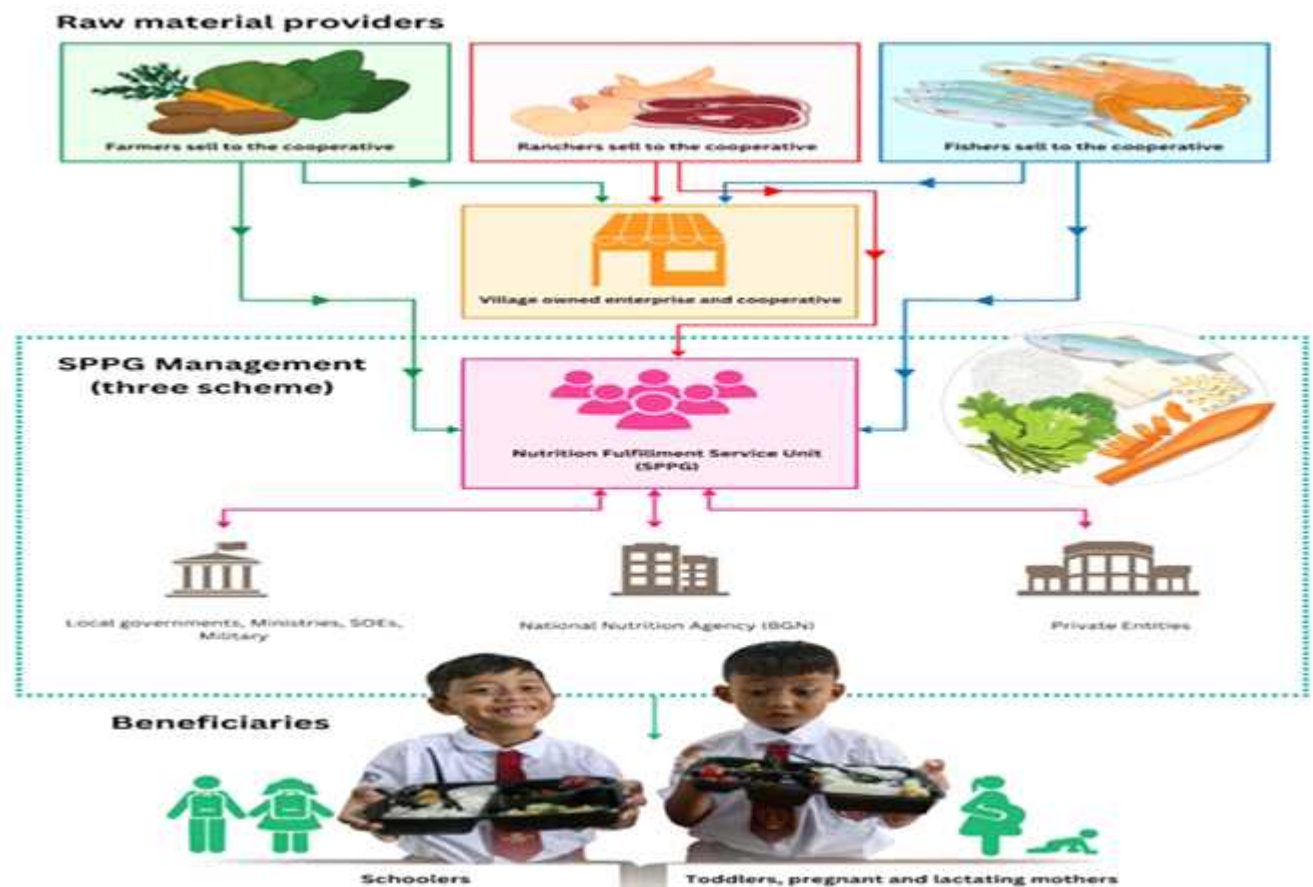 Raw material providers
Farmers sell to the cooperative
Ranchers sell to the cooperative
Fishers sell to the cooperative
Village owned enterprise and cooperative
SPPG Management
(three scheme)
Nutrition Fulfillment Service Unit
(SPPG)
Local governments, Ministries, SOEs,
Military
National Nutrition Agency (BGN)
Private Entities
Beneficiaries
Schoolers
Toddlers, pregnant and lactating mothers